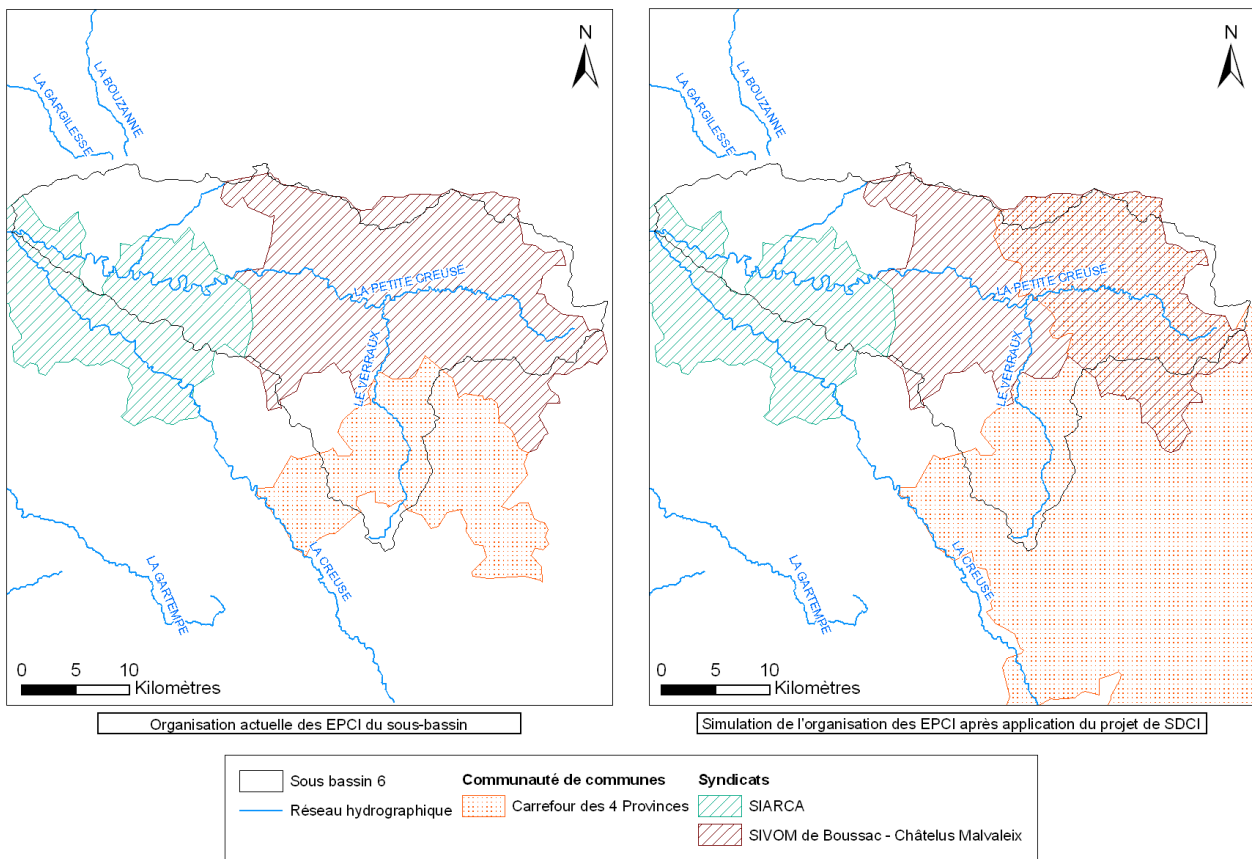 N
LA BOUZANNE
LA GARGILESSE
LA PETITE CREUSE
LE VERRAUX
LA CREUSE
LA GARTEMPE
0 5 10
Kilomètres
Organisation actuelle des EPCI du sous-bassin
N
LA BOUZANNE
LA GARGILESSE
LA PETITE CREUSE
LE VERRAUX
LA CREUSE
LA GARTEMPE
0 5 10
Kilomètres
Simulation de l'organisation des EPCI après application du projet de SDCI
Sous bassin 6
Réseau hydrographique
Communauté de communes
Carrefour des 4 Provinces
Syndicats
SIARCA
SIVOM de Boussac - Châtelus Malvaleix